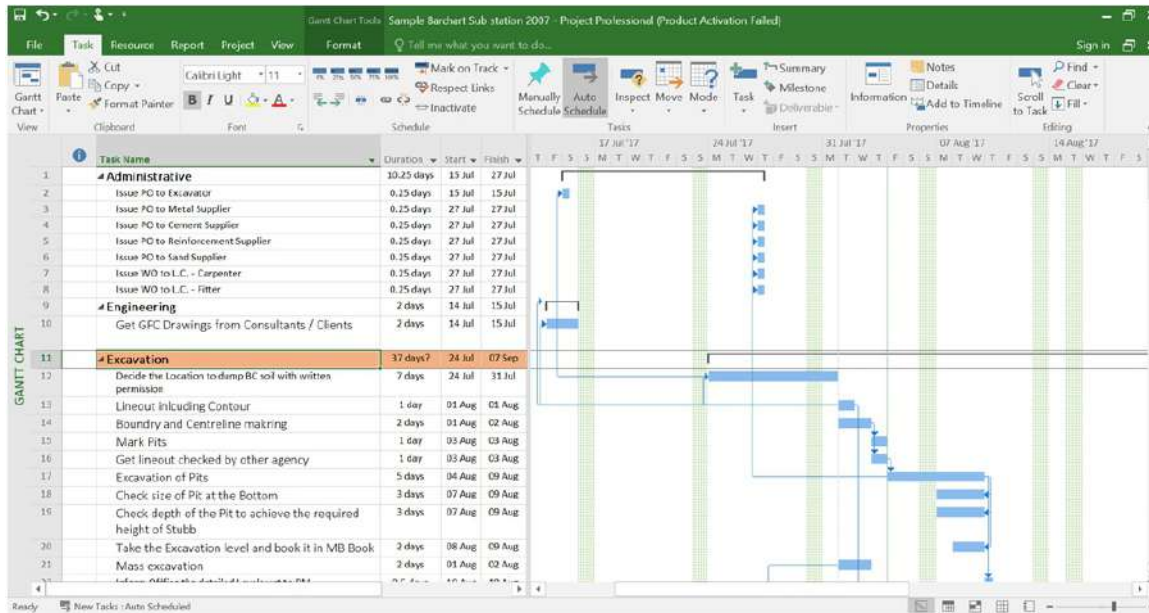 Gantt Chart Tools Sample Barchart Sub station 2007 - Project Professional (Product Activation Failed)
File Task Resource Report Project View Format Tell me what you want to do... Sign in
Gantt Chart
View
Paste
Cut
Copy
Format Painter
Clipboard
Calibri Light 11
B I U A
Font
Mark on Track
Respect Links
Inactivate
Schedule
Manually Schedule
Auto Schedule
Inspect Move Mode
Tasks
Task
Summary
Milestone
Deliverable
Insert
Information
Notes
Details
Add to Timeline
Properties
Scroll to Task
Find
Clear
Fill
Editing
17 Jul '17 24 Jul '17 31 Jul '17 07 Aug '17 14 Aug '17
Task Name Duration Start Finish T F S S M T W T F S S M T W T F S S M T W T F S S M T W T F S S M T W T F S
1 Administrative 10.25 days 15 Jul 27 Jul
2 Issue PO to Excavator 0.25 days 15 Jul 15 Jul
3 Issue PO to Metal Supplier 0.25 days 27 Jul 27 Jul
4 Issue PO to Cement Supplier 0.25 days 27 Jul 27 Jul
5 Issue PO to Reinforcement Supplier 0.25 days 27 Jul 27 Jul
6 Issue PO to Sand Supplier 0.25 days 27 Jul 27 Jul
7 Issue WO to L.C. - Carpenter 0.25 days 27 Jul 27 Jul
8 Issue WO to L.C. - Fitter 0.25 days 27 Jul 27 Jul
9 Engineering 2 days 14 Jul 15 Jul
10 Get GFC Drawings from Consultants / Clients 2 days 14 Jul 15 Jul
GANTT CHART
11 Excavation 37 days? 24 Jul 07 Sep
12 Decide the Location to damp BC soil with written
permission 7 days 24 Jul 31 Jul
13 Lineout inlcuding Contour 1 day 01 Aug 01 Aug
14 Boundry and Centreline makring 2 days 01 Aug 02 Aug
15 Mark Pits 1 day 03 Aug 03 Aug
16 Get lineout checked by other agency 1 day 03 Aug 03 Aug
17 Excavation of Pits 5 days 04 Aug 09 Aug
18 Check size of Pit at the Bottom 3 days 07 Aug 09 Aug
19 Check depth of the Pit to achieve the required
height of Stubb 3 days 07 Aug 09 Aug
20 Take the Excavation level and book it in MB Book 2 days 08 Aug 09 Aug
21 Mass excavation 2 days 01 Aug 02 Aug
Ready New Tasks : Auto Scheduled